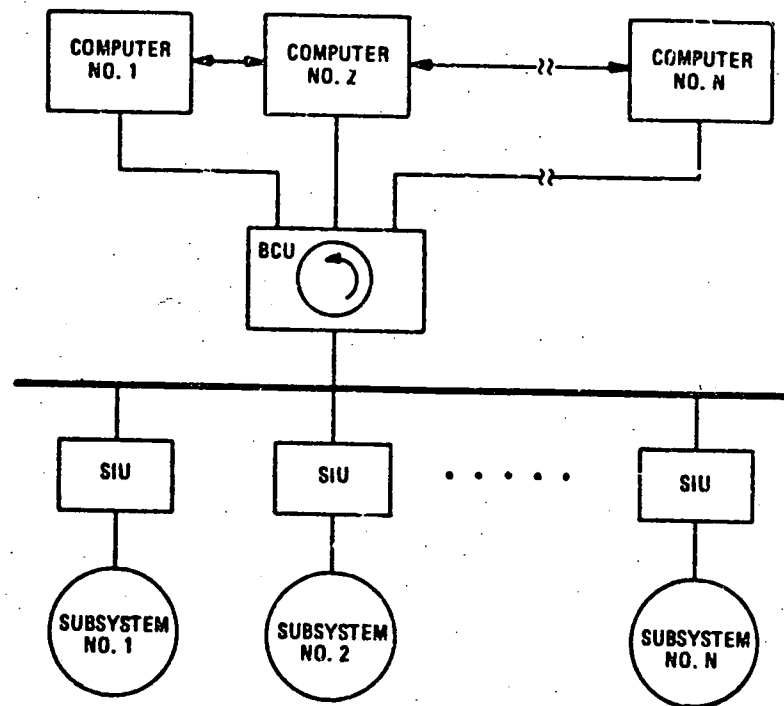 COMPUTER
NO. 1
COMPUTER
NO. 2
COMPUTER
NO. N
BCU
SIU
SIU
SIU
SUBSYSTEM
NO. 1
SUBSYSTEM
NO. 2
SUBSYSTEM
NO. N